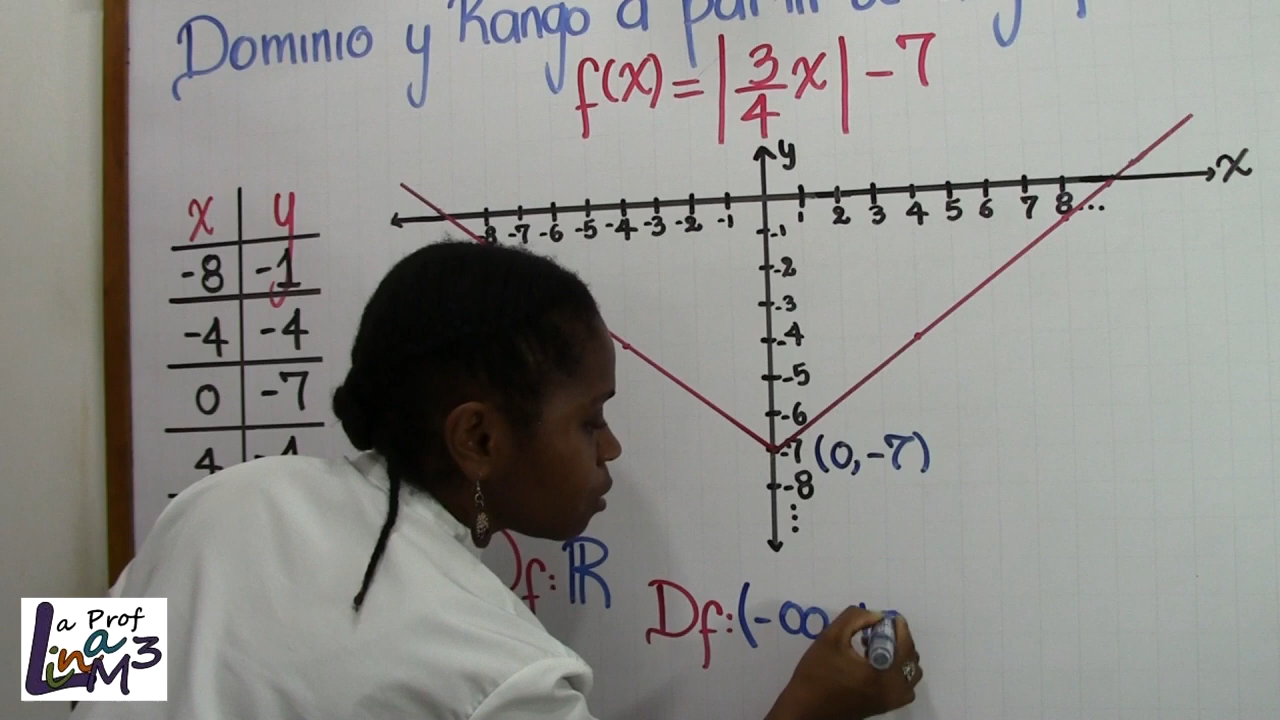 Dominio y Rango a partir
f(x) = |3/4 x| - 7
y
x
-8 -7 -6 -5 -4 -3 -2 -1 1 2 3 4 5 6 7 8...
-1
-2
-3
-4
-5
-6
-7 (0, -7)
-8
⋮
x y
-8 -1
-4 -4
0 -7
4 -4
Df: ℝ
Df: (-∞
La Prof
Lina M3